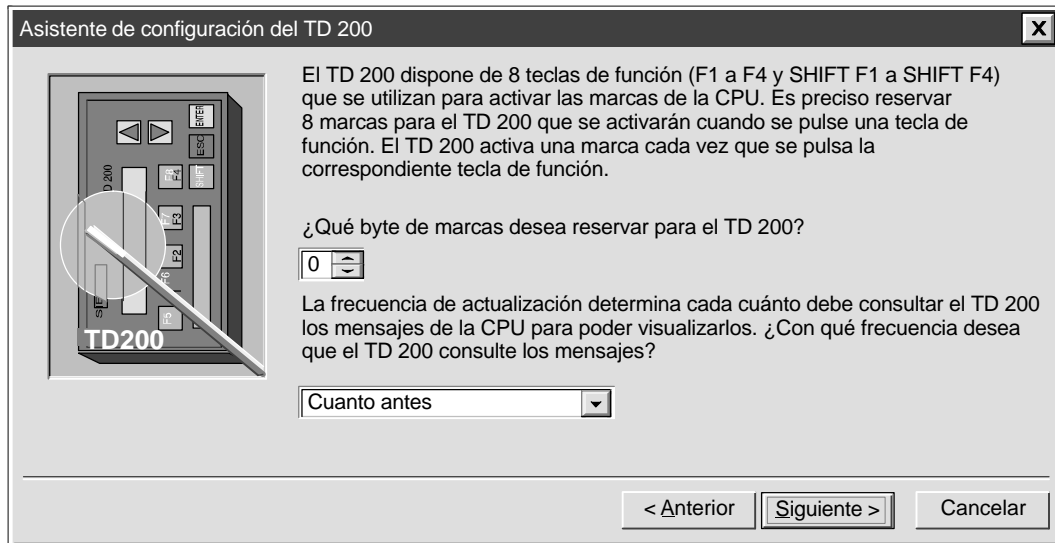 Asistente de configuración del TD 200
X
El TD 200 dispone de 8 teclas de función (F1 a F4 y SHIFT F1 a SHIFT F4)
que se utilizan para activar las marcas de la CPU. Es preciso reservar
8 marcas para el TD 200 que se activarán cuando se pulse una tecla de
función. El TD 200 activa una marca cada vez que se pulsa la
correspondiente tecla de función.
ENTER
ESC
SHIFT
F8
F4
F7
F3
F6
F2
F5
D 200
TD200
¿Qué byte de marcas desea reservar para el TD 200?
0
La frecuencia de actualización determina cada cuánto debe consultar el TD 200
los mensajes de la CPU para poder visualizarlos. ¿Con qué frecuencia desea
que el TD 200 consulte los mensajes?
Cuanto antes
< Anterior
Siguiente >
Cancelar